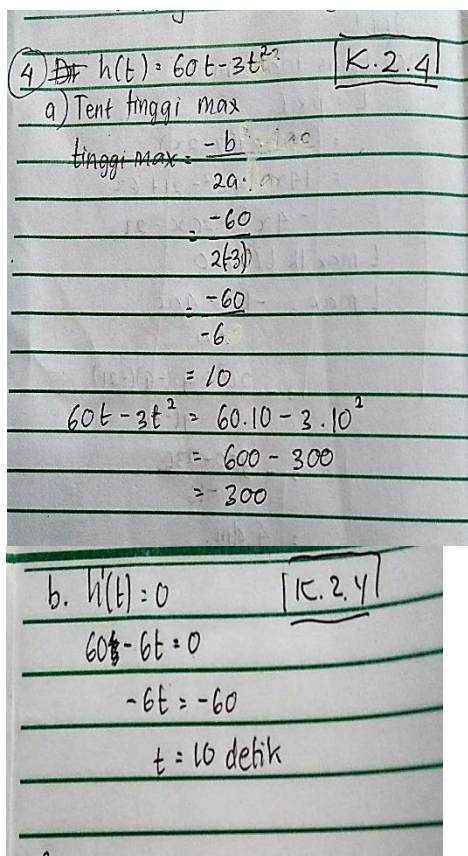 4 h(t) = 60t - 3t². K.2.4
a) Tent tinggi max
tinggi max = -b
2a
= -60
2(-3)
= -60
-6
= 10
60t - 3t² = 60.10 - 3.10²
= 600 - 300
= 300
b. h'(t) = 0 K.2.4
60 - 6t = 0
-6t = -60
t = 10 detik